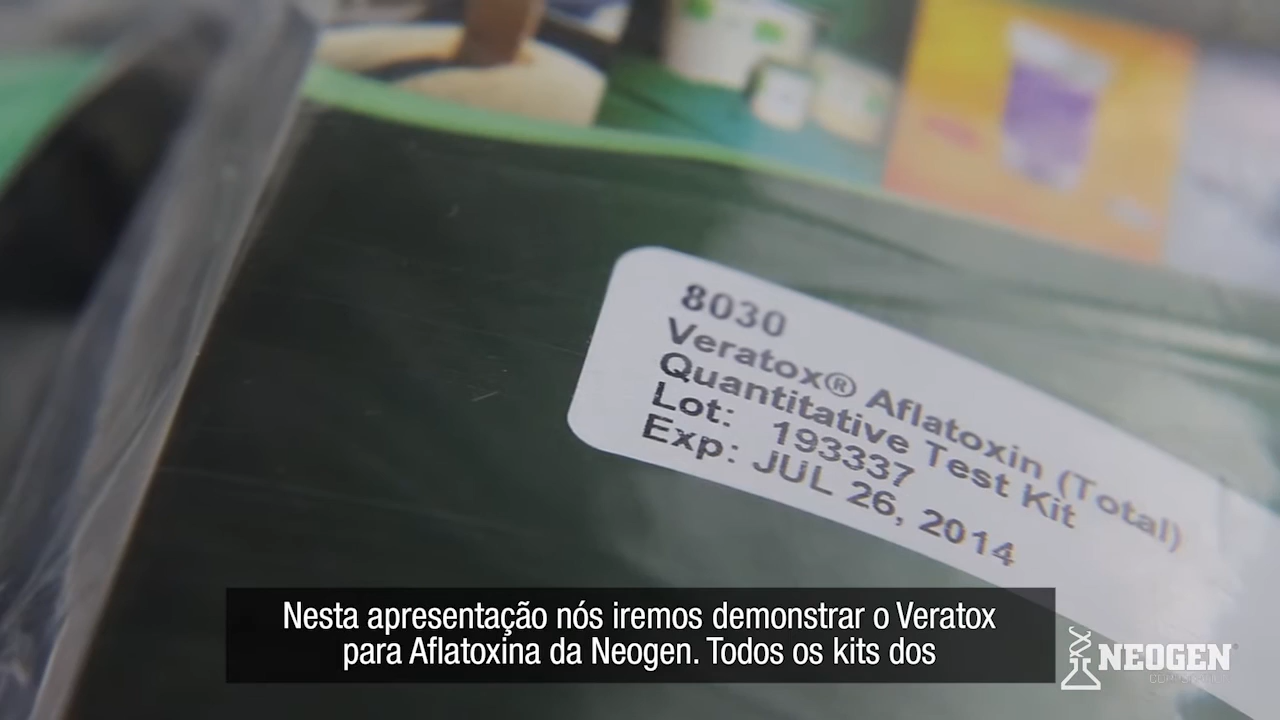 8030
Veratox® Aflatoxin (Total)
Quantitative Test Kit
Lot: 193337
Exp: JUL 26, 2014
Nesta apresentação nós iremos demonstrar o Veratox
para Aflatoxina da Neogen. Todos os kits dos
NEOGEN